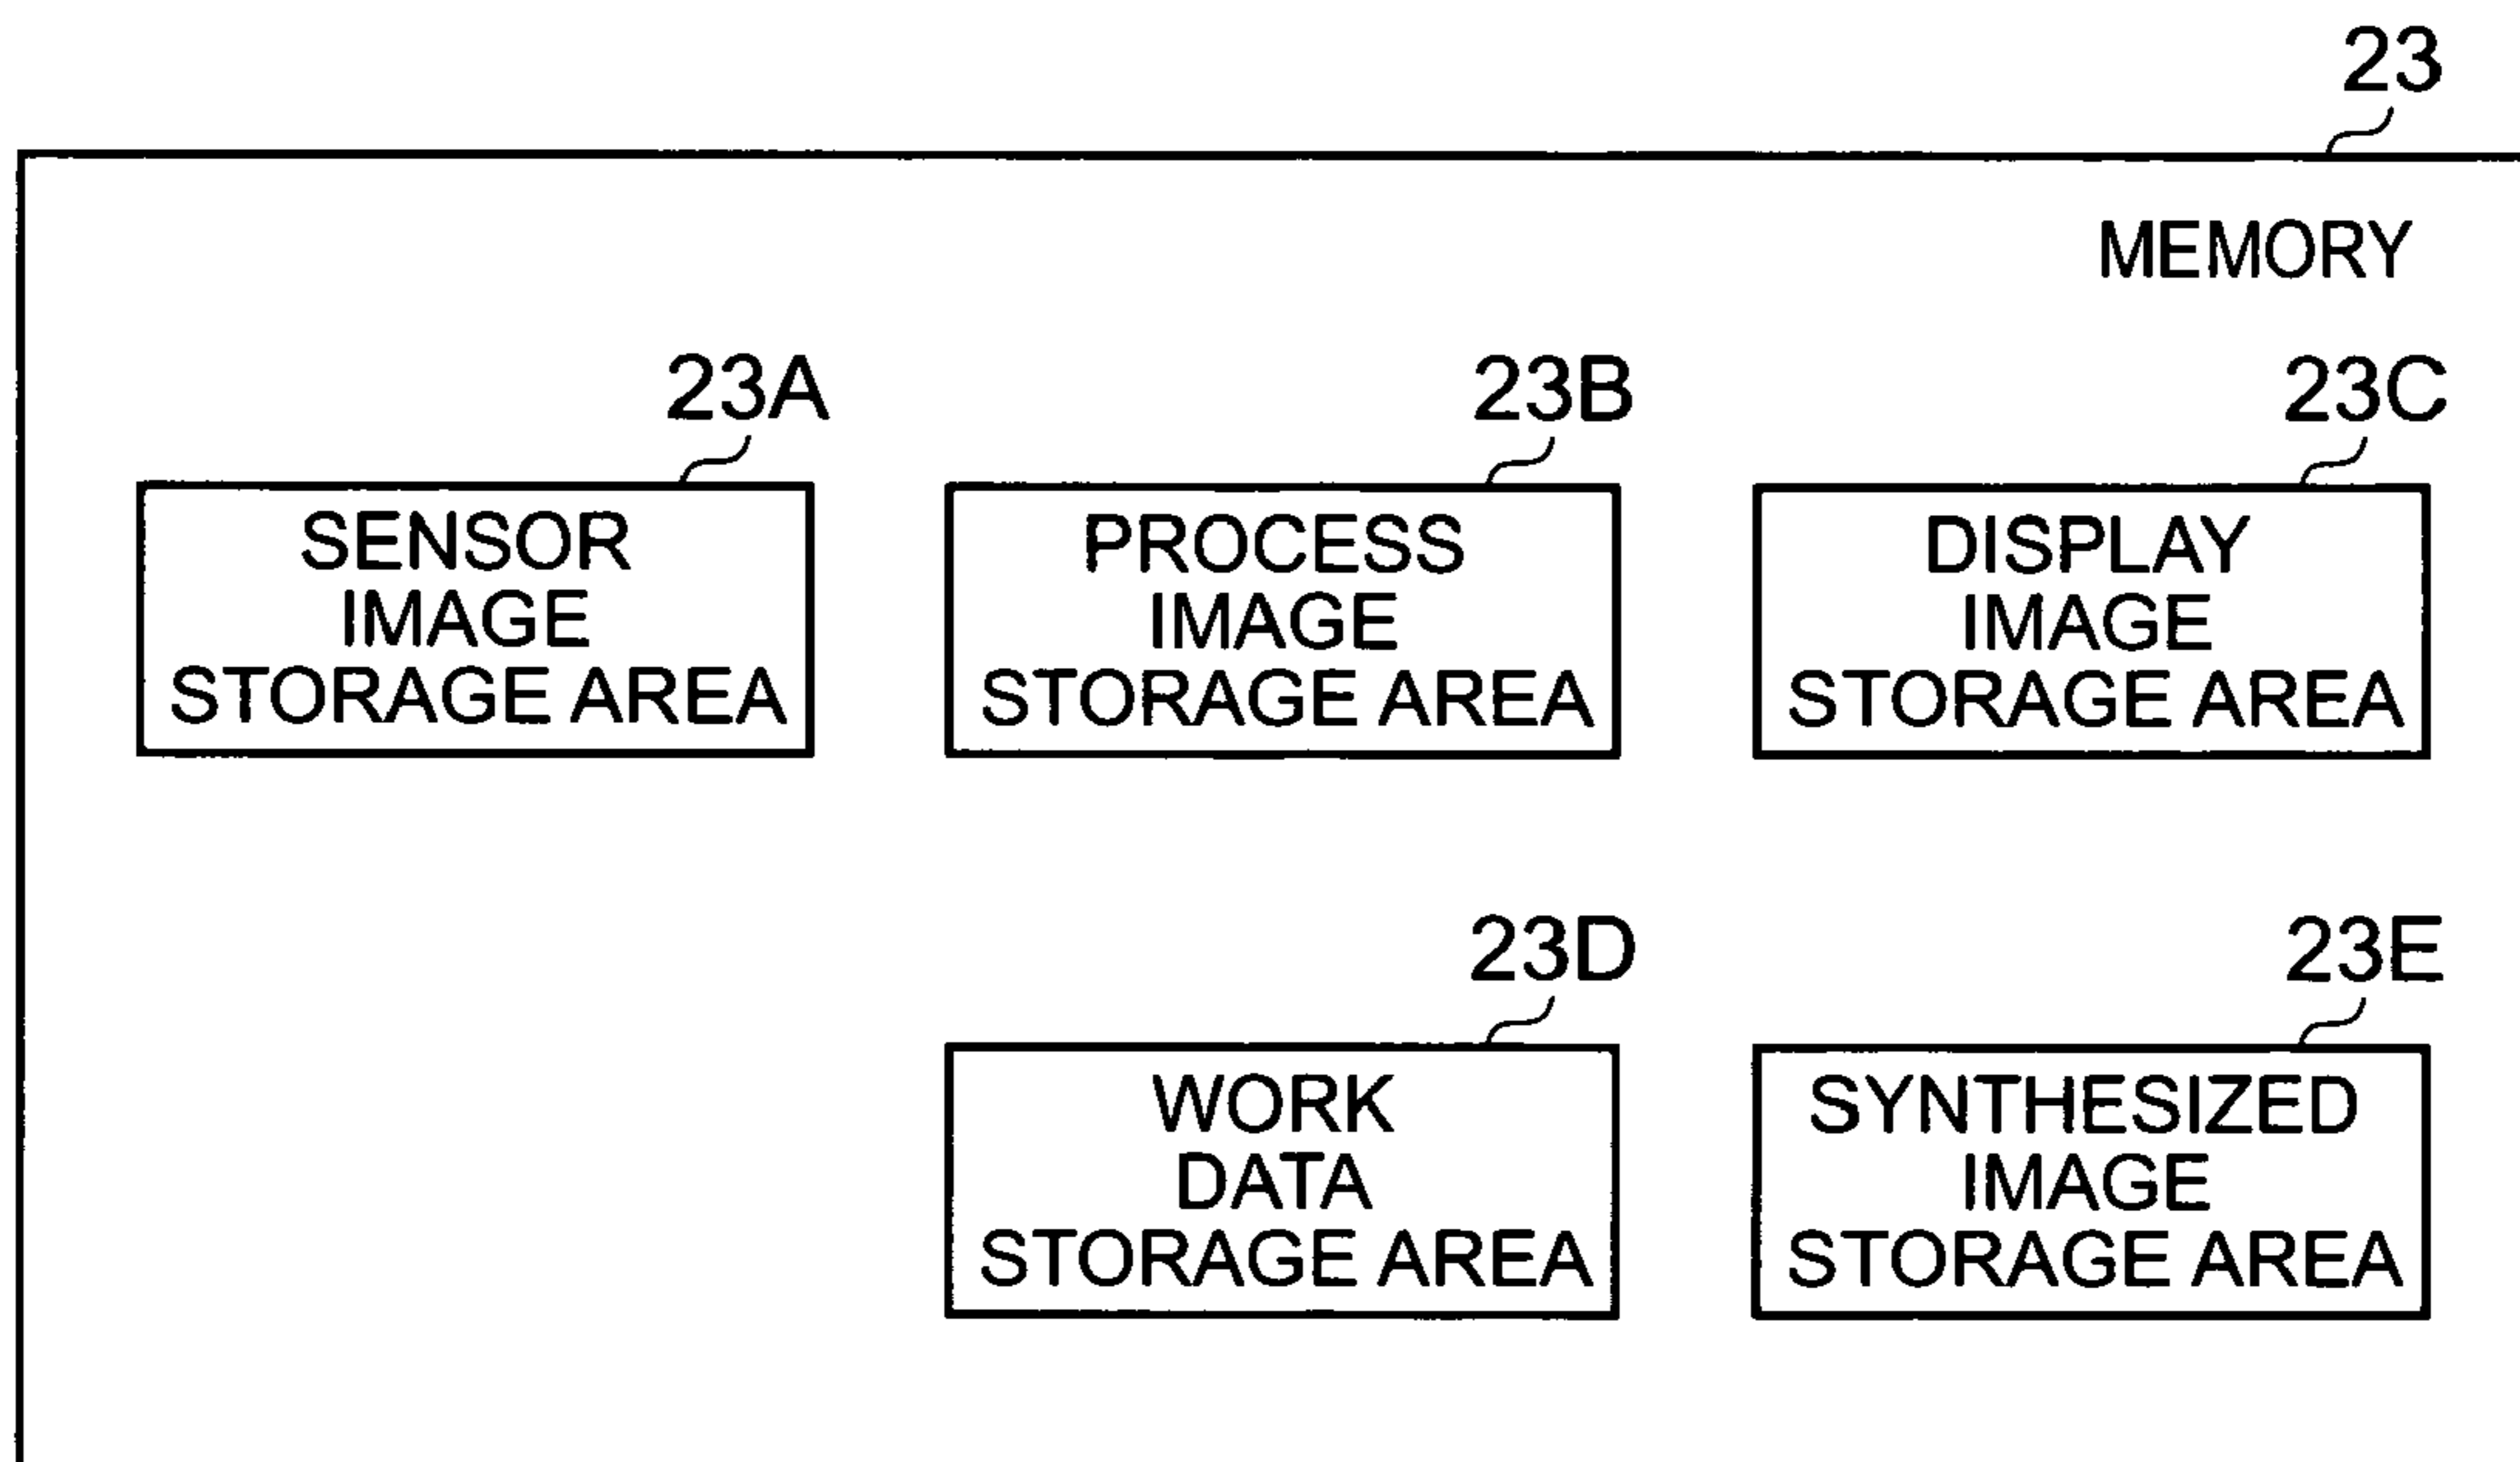 23
MEMORY
23A
SENSOR
IMAGE
STORAGE AREA
23B
PROCESS
IMAGE
STORAGE AREA
23C
DISPLAY
IMAGE
STORAGE AREA
23D
WORK
DATA
STORAGE AREA
23E
SYNTHESIZED
IMAGE
STORAGE AREA